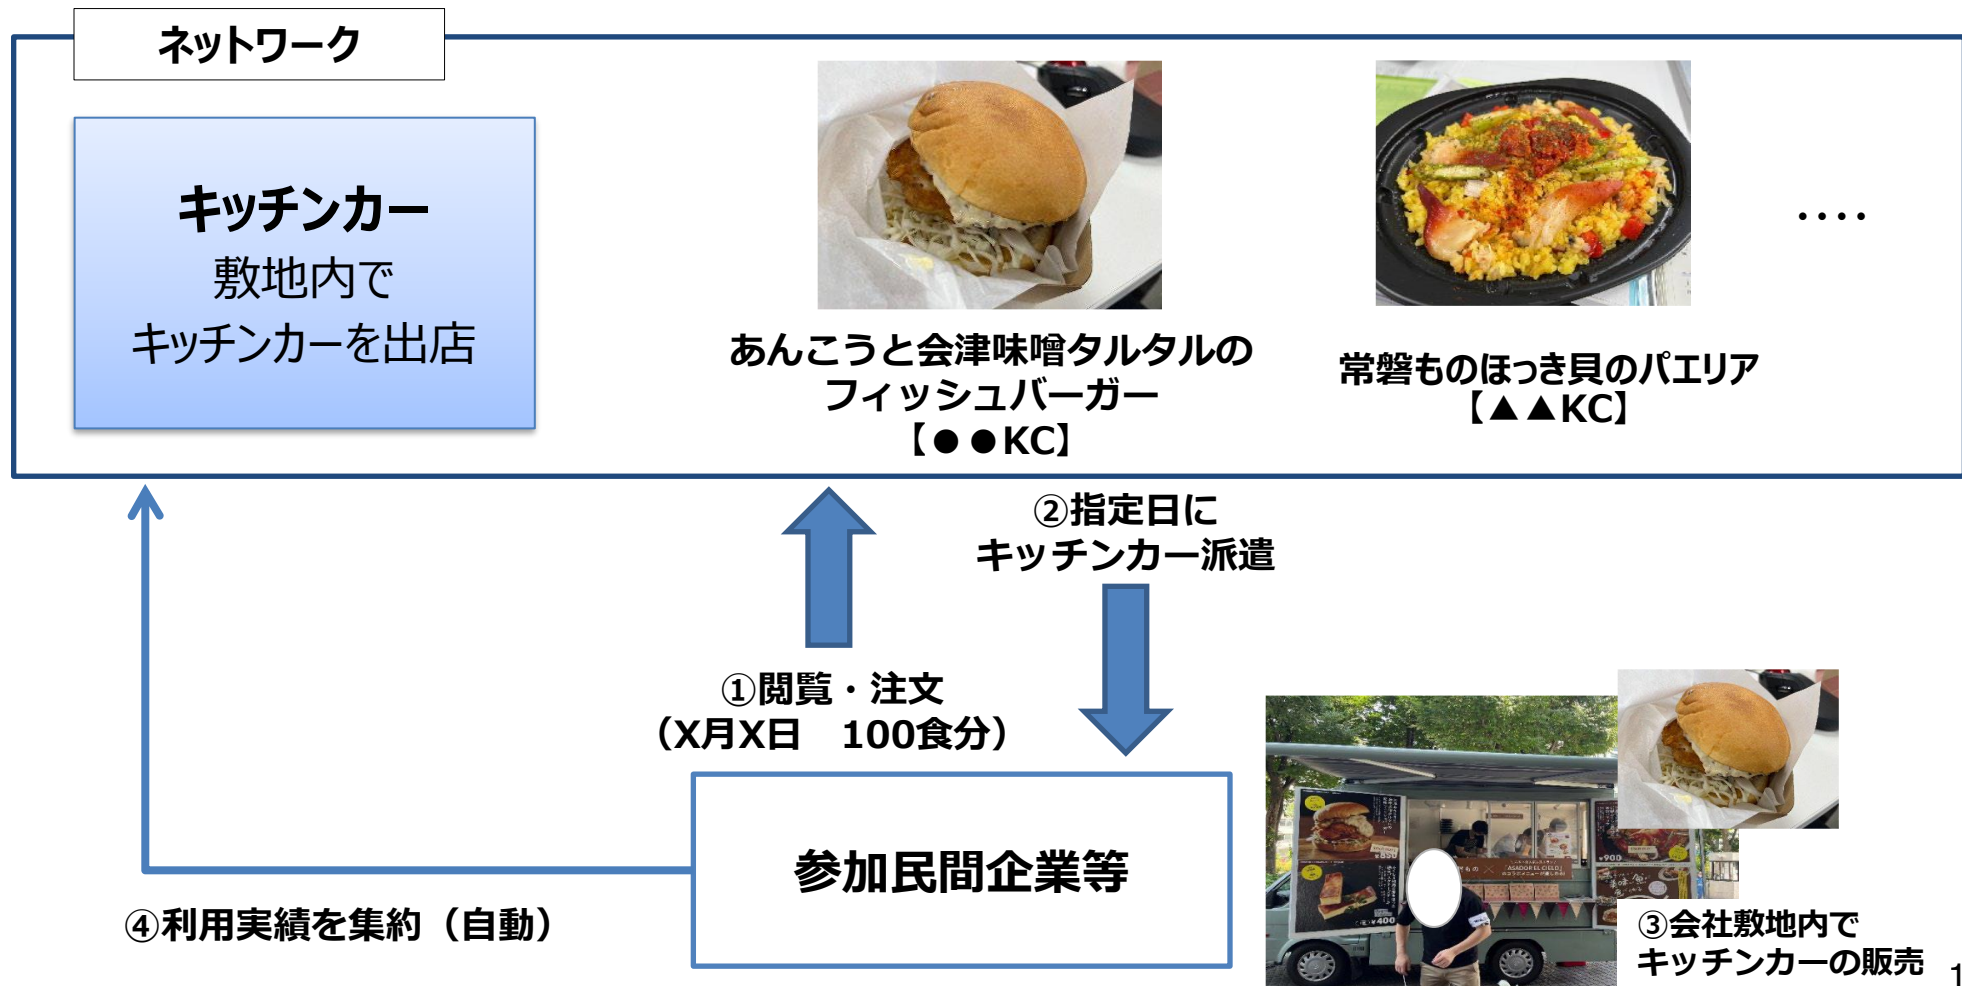 ネットワーク
キッチンカー
敷地内で
キッチンカーを出店
あんこうと会津味噌タルタルの
フィッシュバーガー
【●●KC】
常磐ものほっき貝のパエリア
【▲▲KC】
････
②指定日に
キッチンカー派遣
①閲覧・注文
（X月X日　100食分）
参加民間企業等
④利用実績を集約（自動）
¥850
¥400
¥900
「ASADOR EL CIELO」
③会社敷地内で
キッチンカーの販売
1